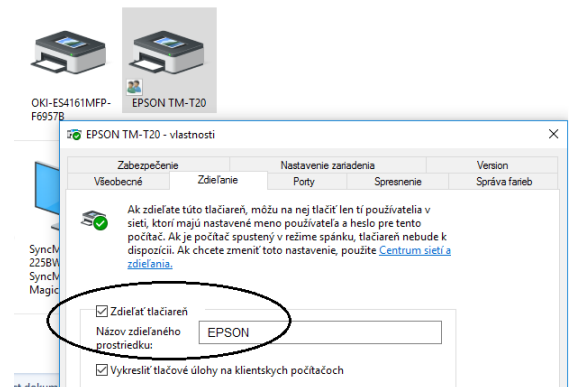 OKI-ES4161MFP-
F6957B
EPSON TM-T20
EPSON TM-T20 - vlastnosti
Zabezpečenie
Nastavenie zariadenia
Version
Všeobecné
Zdieľanie
Porty
Spresnenie
Správa farieb
Ak zdieľate túto tlačiareň, môžu na nej tlačiť len tí používatelia v
sieti, ktorí majú nastavené meno používateľa a heslo pre tento
počítač. Ak je počítač spustený v režime spánku, tlačiareň nebude k
dispozícii. Ak chcete zmeniť toto nastavenie, použite Centrum sietí a
zdieľania.
SyncM
225BW
SyncM
Magic
Zdieľať tlačiareň
Názov zdieľaného
prostriedku:
EPSON
Vykresliť tlačové úlohy na klientskych počítačoch